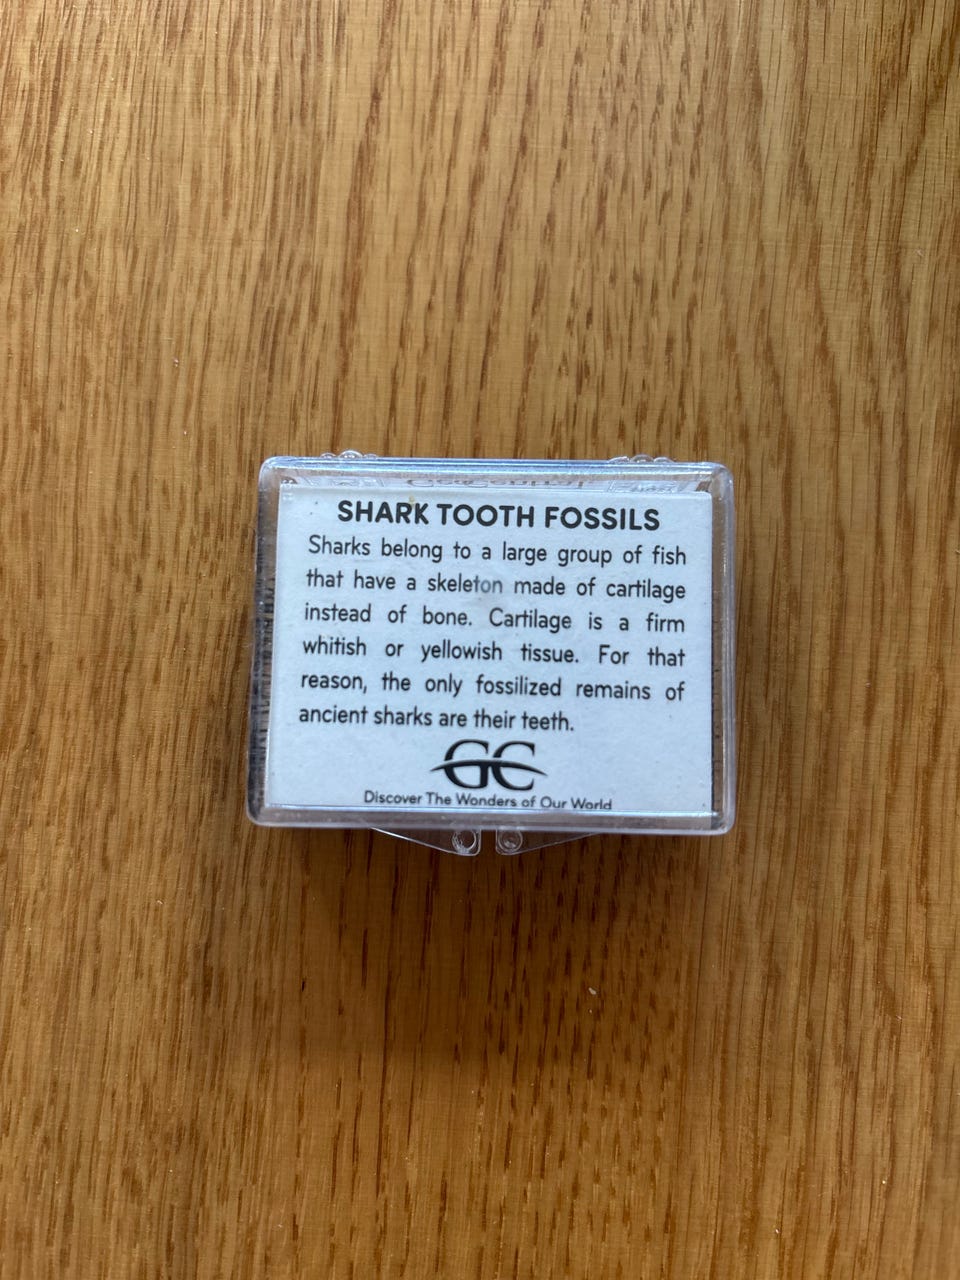 SHARK TOOTH FOSSILS
Sharks belong to a large group of fish
that have a skeleton made of cartilage
instead of bone. Cartilage is a firm
whitish or yellowish tissue. For that
reason, the only fossilized remains of
ancient sharks are their teeth.
GC
Discover The Wonders of Our World